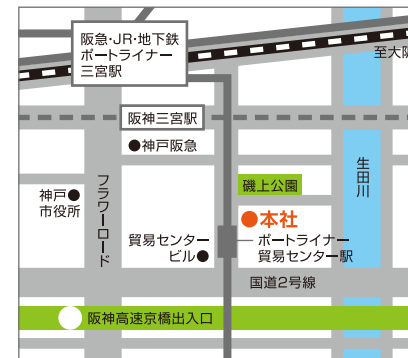 阪急・JR・地下鉄
ポートライナー
三宮駅
至大阪
阪神三宮駅
●神戸阪急
生田川
磯上公園
神戸●
市役所
フラワーロード
●本社
貿易センター
ビル●
ポートライナー
貿易センター駅
国道2号線
阪神高速京橋出入口